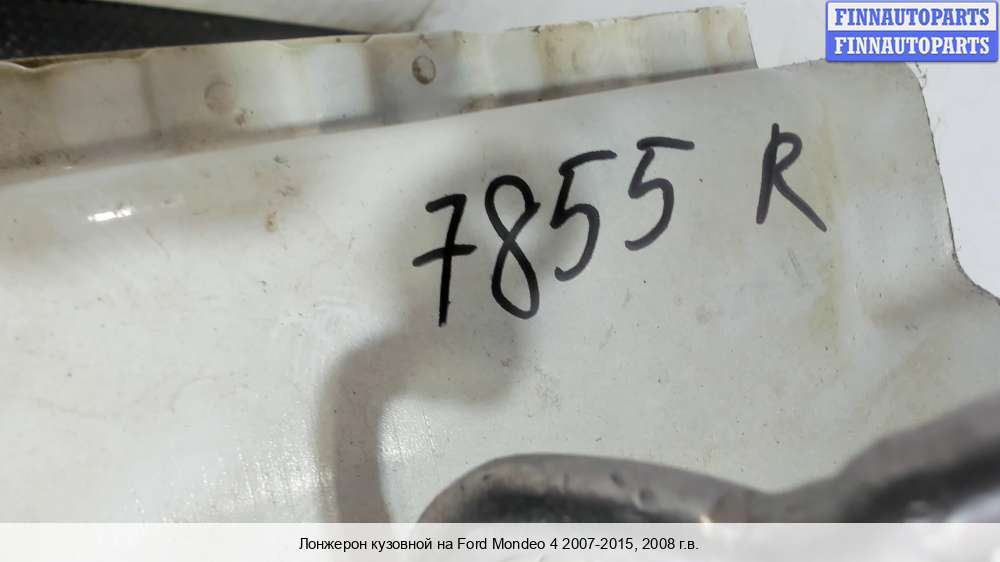 FINNAUTOPARTS
FINNAUTOPARTS
7855 R
Лонжерон кузовной на Ford Mondeo 4 2007-2015, 2008 г.в.